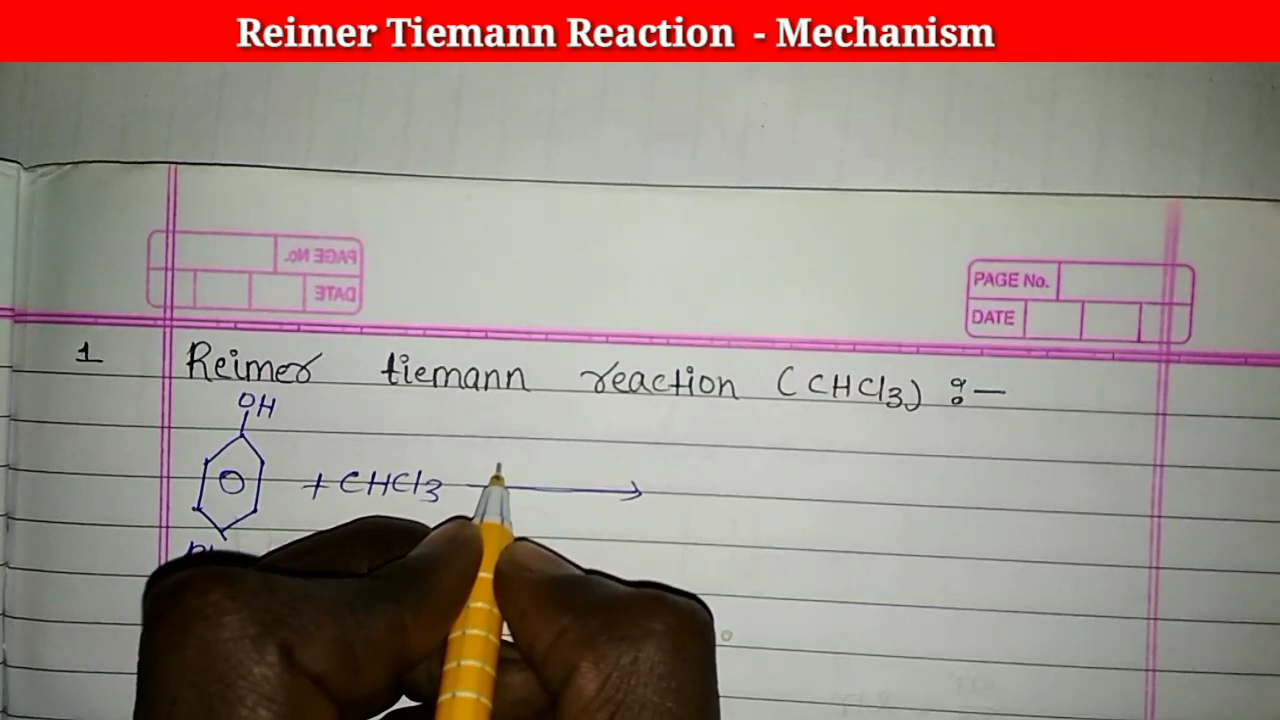 Reimer Tiemann Reaction - Mechanism
PAGE No.
DATE
PAGE No.
DATE
1 Reimer tiemann reaction (CHCl3) :-
OH
+ CHCl3